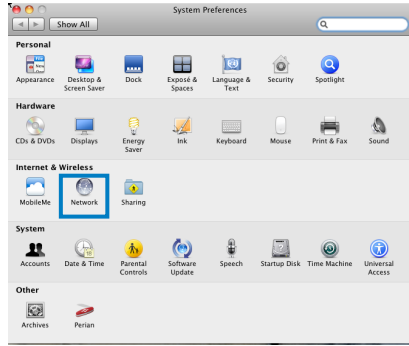 System Preferences
Show All
Personal
Appearance
Desktop &
Screen Saver
Dock
Exposé &
Spaces
Language &
Text
Security
Spotlight
Hardware
CDs & DVDs
Displays
Energy
Saver
Ink
Keyboard
Mouse
Print & Fax
Sound
Internet & Wireless
MobileMe
Network
Sharing
System
Accounts
Date & Time
Parental
Controls
Software
Update
Speech
Startup Disk
Time Machine
Universal
Access
Other
Archives
Perian